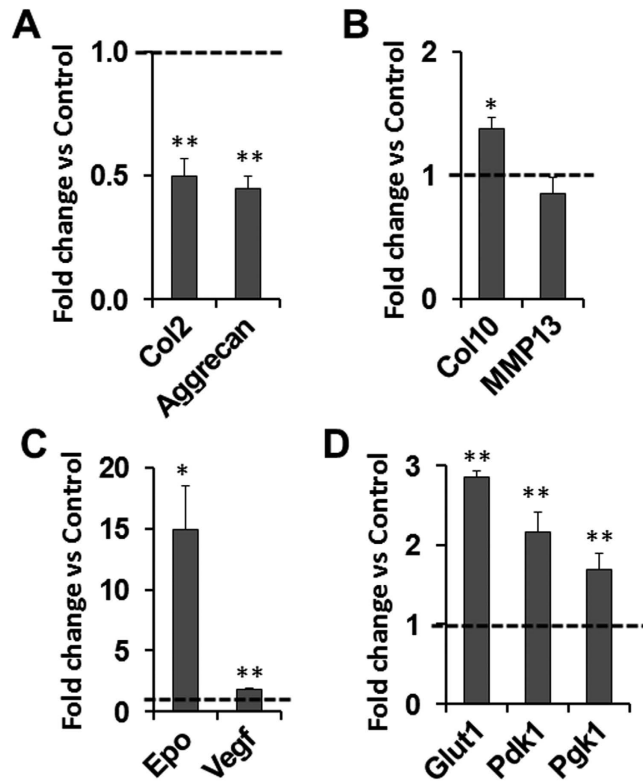 A
Fold change vs Control
1.0
0.5
0.0
**
**
Col2
Aggrecan
B
Fold change vs Control
2
1
0
*
Col10
MMP13
C
Fold change vs Control
20
15
10
5
0
*
**
Epo
Vegf
D
Fold change vs Control
3
2
1
0
**
**
**
Glut1
Pdk1
Pgk1